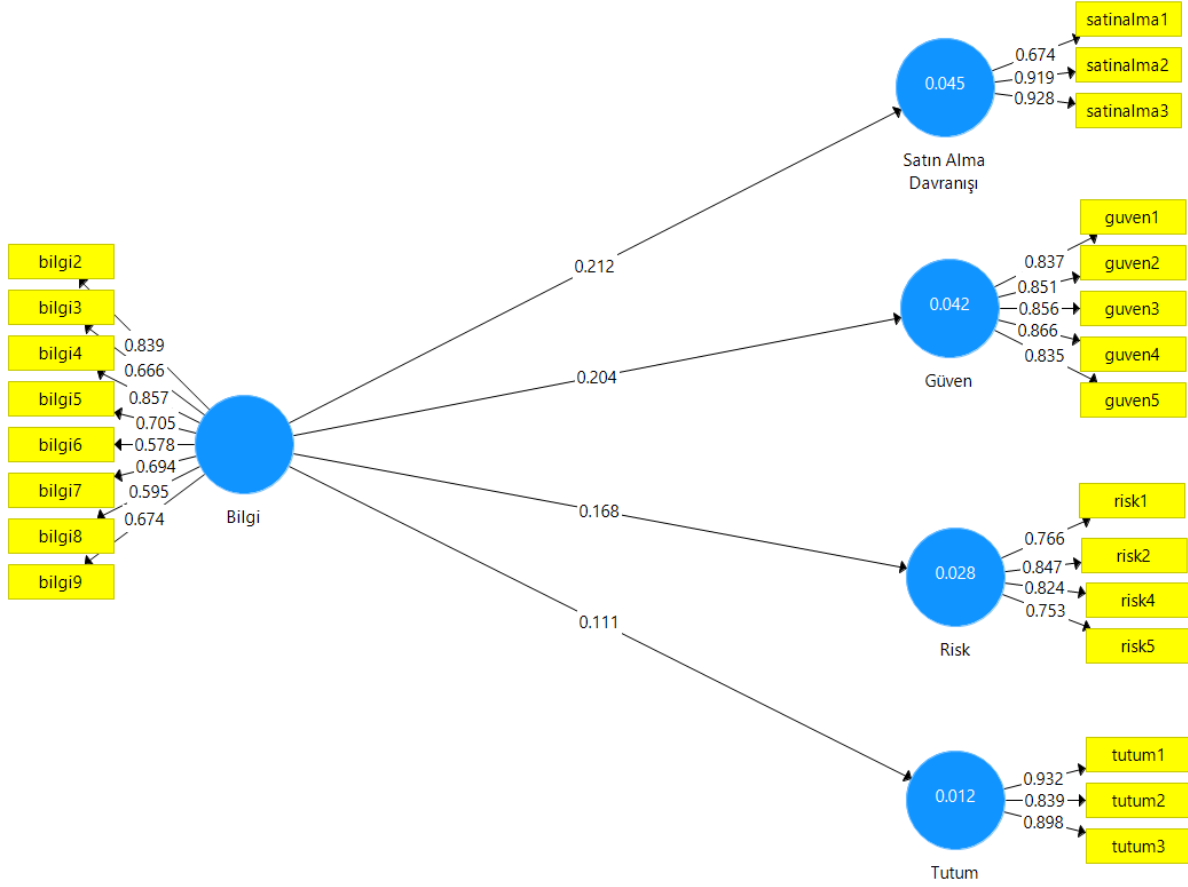 bilgi2
bilgi3
bilgi4
bilgi5
bilgi6
bilgi7
bilgi8
bilgi9
0.839
0.666
0.857
0.705
0.578
0.694
0.595
0.674
Bilgi
0.212
0.204
0.168
0.111
0.045
Satın Alma
Davranışı
0.674
0.919
0.928
satinalma1
satinalma2
satinalma3
0.042
Güven
0.837
0.851
0.856
0.866
0.835
guven1
guven2
guven3
guven4
guven5
0.028
Risk
0.766
0.847
0.824
0.753
risk1
risk2
risk4
risk5
0.012
Tutum
0.932
0.839
0.898
tutum1
tutum2
tutum3